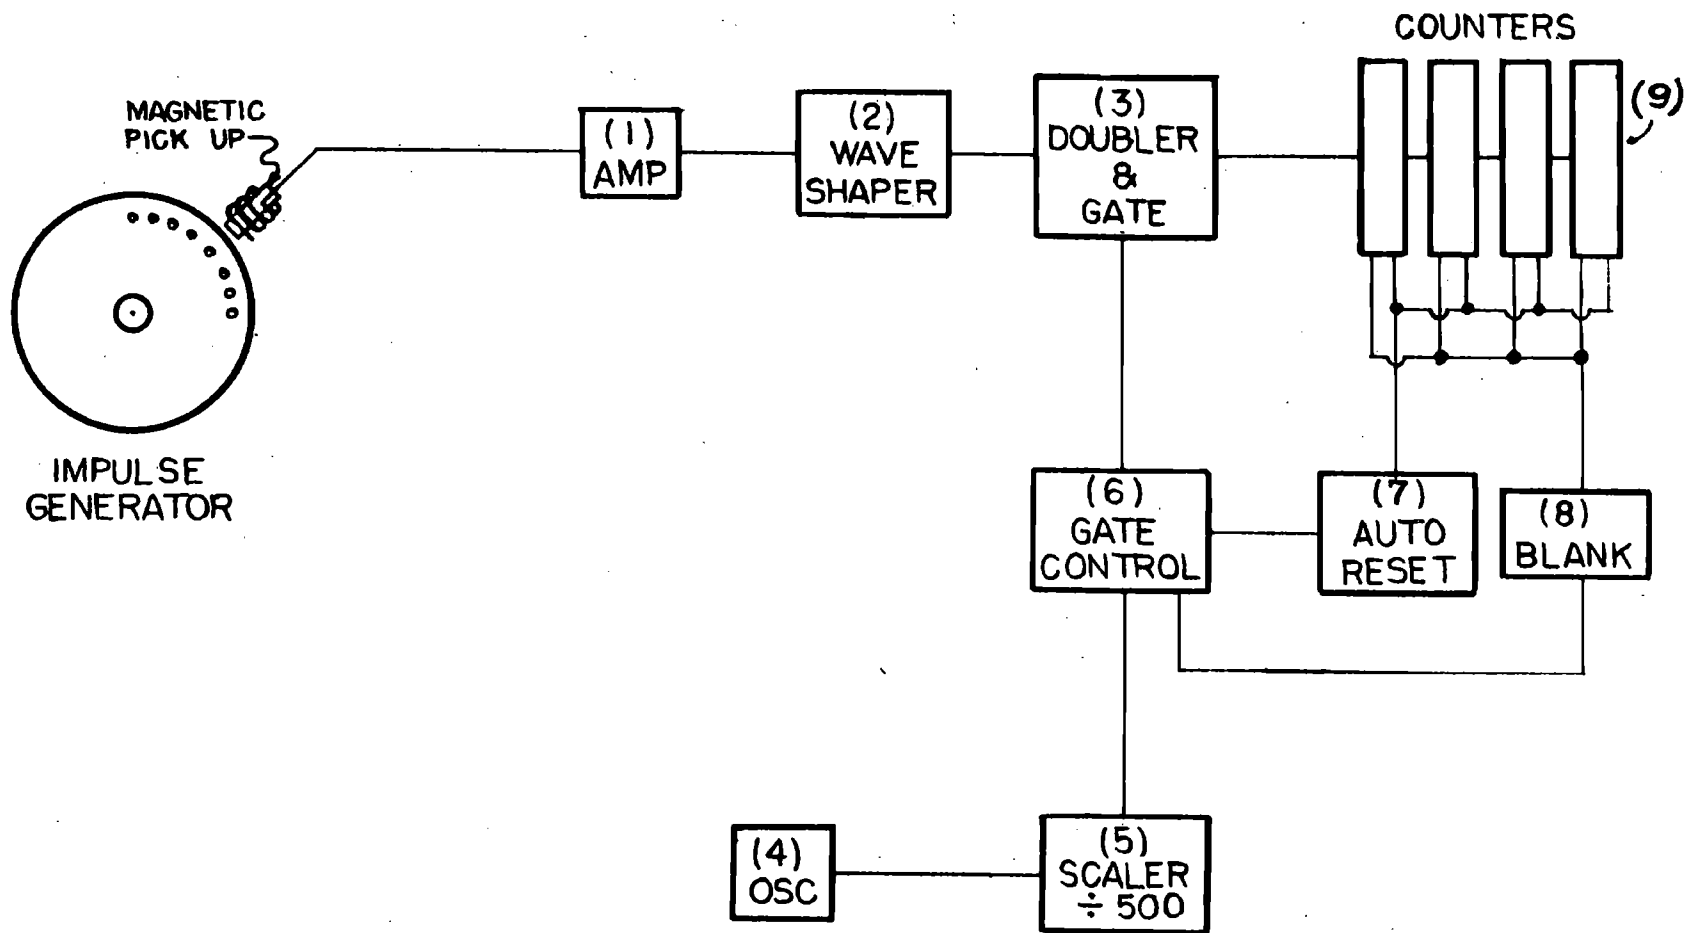 COUNTERS
(9)
MAGNETIC
PICK UP
(1)
AMP
(2)
WAVE
SHAPER
(3)
DOUBLER
&
GATE
IMPULSE
GENERATOR
(6)
GATE
CONTROL
(7)
AUTO
RESET
(8)
BLANK
(4)
OSC
(5)
SCALER
÷ 500